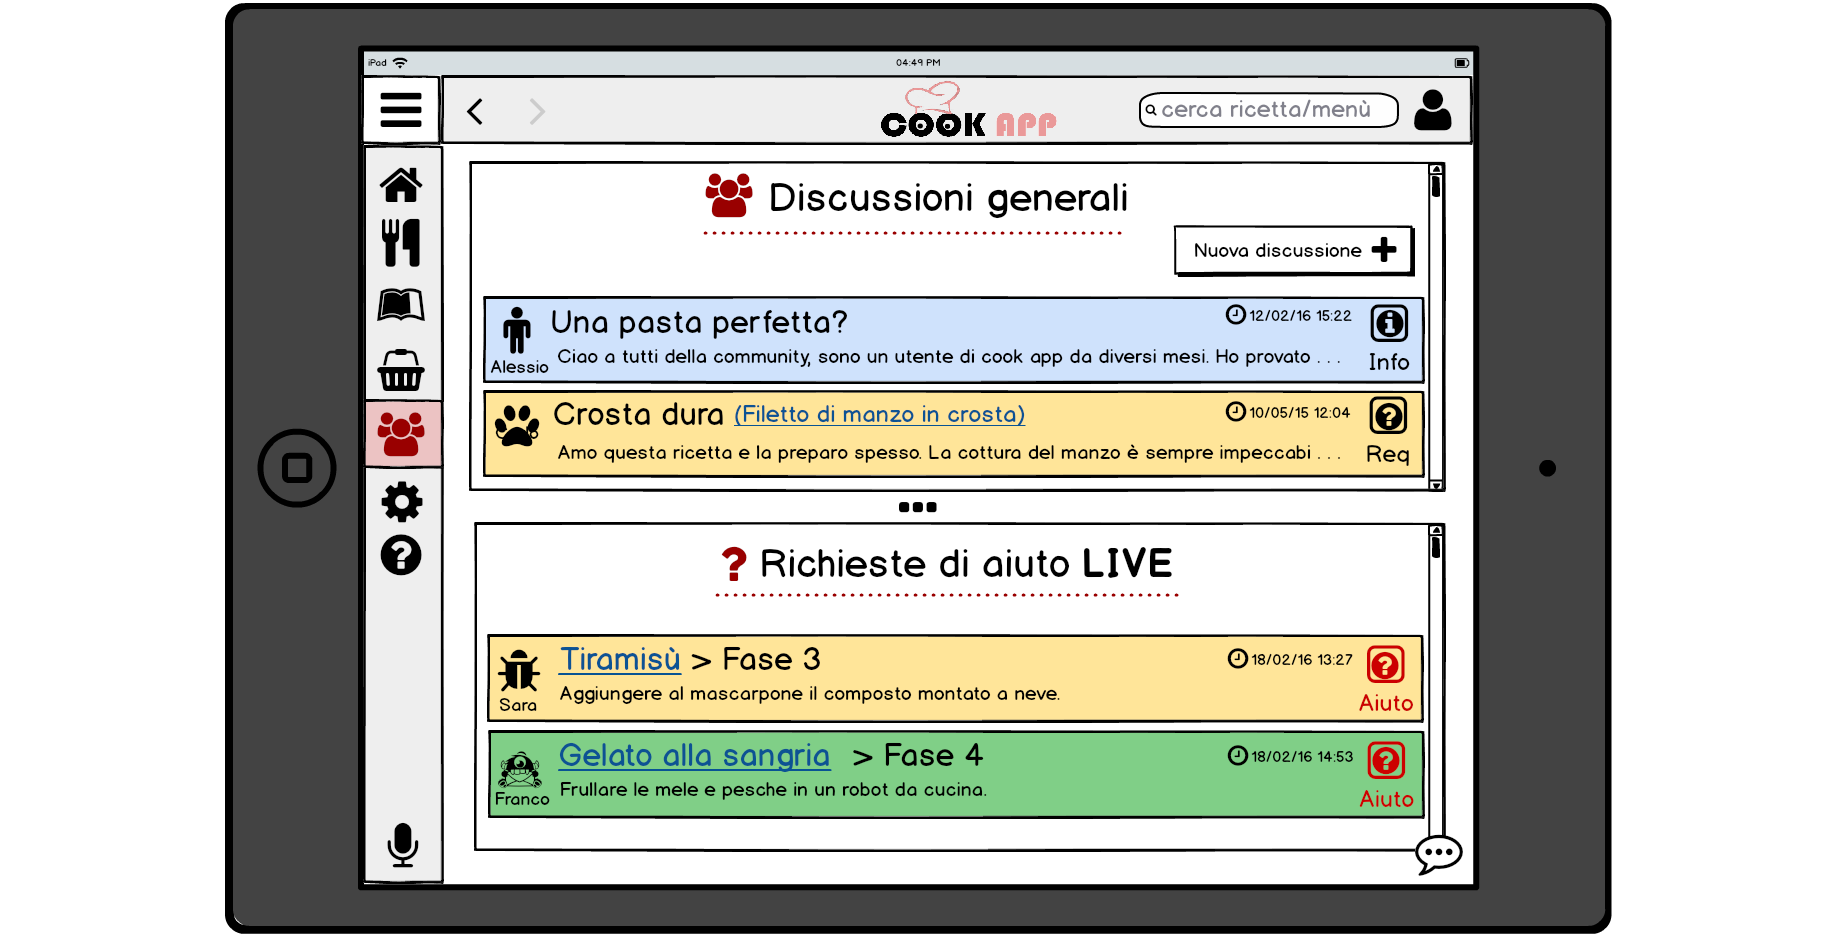 iPad
04:49 PM
COOK APP
cerca ricetta/menù
Discussioni generali
Nuova discussione
Una pasta perfetta?
12/02/16 15:22
Alessio
Ciao a tutti della community, sono un utente di cook app da diversi mesi. Ho provato . . .
Info
Crosta dura (Filetto di manzo in crosta)
10/05/15 12:04
Amo questa ricetta e la preparo spesso. La cottura del manzo è sempre impeccabi . . .
Req
? Richieste di aiuto LIVE
Tiramisù > Fase 3
18/02/16 13:27
Sara
Aggiungere al mascarpone il composto montato a neve.
Aiuto
Gelato alla sangria > Fase 4
18/02/16 14:53
Franco
Frullare le mele e pesche in un robot da cucina.
Aiuto